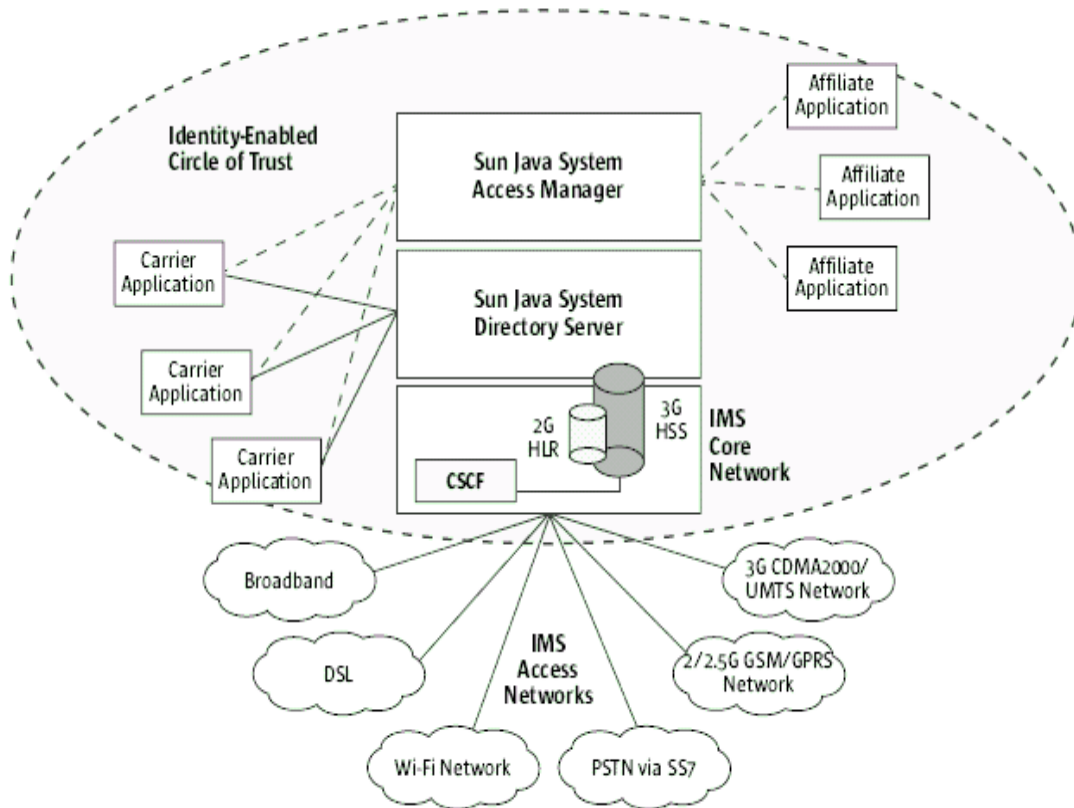 Affiliate
Application
Identity-Enabled
Circle of Trust
Sun Java System
Access Manager
Affiliate
Application
Carrier
Application
Affiliate
Application
Sun Java System
Directory Server
Carrier
Application
2G
HLR
3G
HSS
IMS
Core
Network
Carrier
Application
CSCF
Broadband
3G CDMA2000/
UMTS Network
DSL
IMS
Access
Networks
2/2.5G GSM/GPRS
Network
Wi-Fi Network
PSTN via SS7